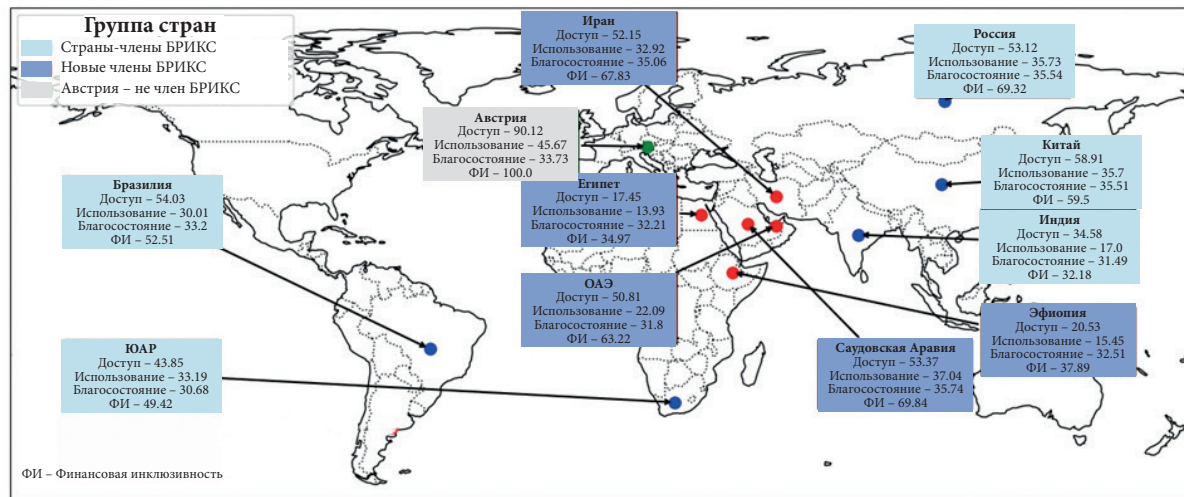 Группа стран
Страны-члены БРИКС
Новые члены БРИКС
Австрия – не член БРИКС
Иран
Доступ – 52.15
Использование – 32.92
Благосостояние – 35.06
ФИ – 67.83
Россия
Доступ – 53.12
Использование – 35.73
Благосостояние – 35.54
ФИ – 69.32
Австрия
Доступ – 90.12
Использование – 45.67
Благосостояние – 33.73
ФИ – 100.0
Китай
Доступ – 58.91
Использование – 35.7
Благосостояние – 35.51
ФИ – 59.5
Бразилия
Доступ – 54.03
Использование – 30.01
Благосостояние – 33.2
ФИ – 52.51
Египет
Доступ – 17.45
Использование – 13.93
Благосостояние – 32.21
ФИ – 34.97
Индия
Доступ – 34.58
Использование – 17.0
Благосостояние – 31.49
ФИ – 32.18
ОАЭ
Доступ – 50.81
Использование – 22.09
Благосостояние – 31.8
ФИ – 63.22
Эфиопия
Доступ – 20.53
Использование – 15.45
Благосостояние – 32.51
ФИ – 37.89
ЮАР
Доступ – 43.85
Использование – 33.19
Благосостояние – 30.68
ФИ – 49.42
Саудовская Аравия
Доступ – 53.37
Использование – 37.04
Благосостояние – 35.74
ФИ – 69.84
ФИ – Финансовая инклюзивность